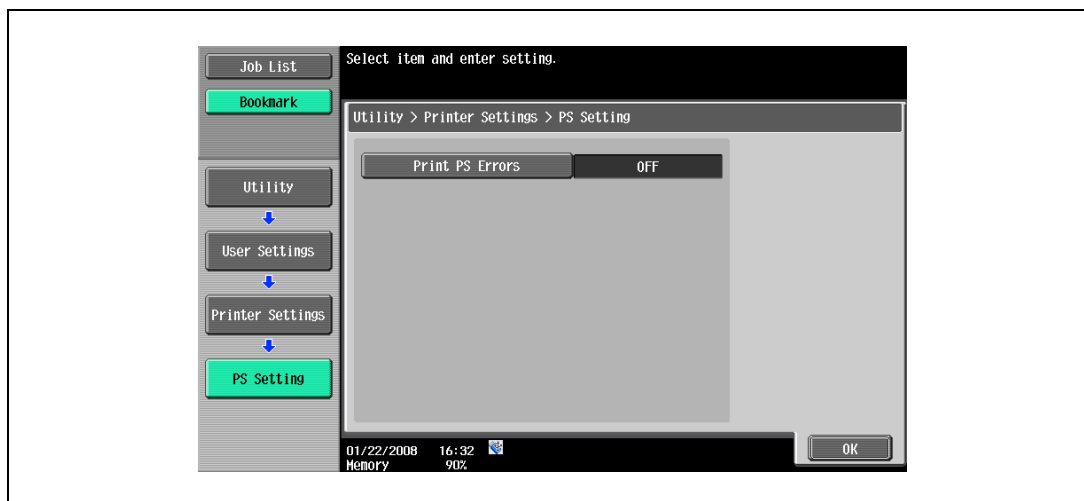 Job List
Bookmark
Select item and enter setting.
Utility > Printer Settings > PS Setting
Print PS Errors OFF
Utility
User Settings
Printer Settings
PS Setting
01/22/2008 16:32
Memory 90%
OK